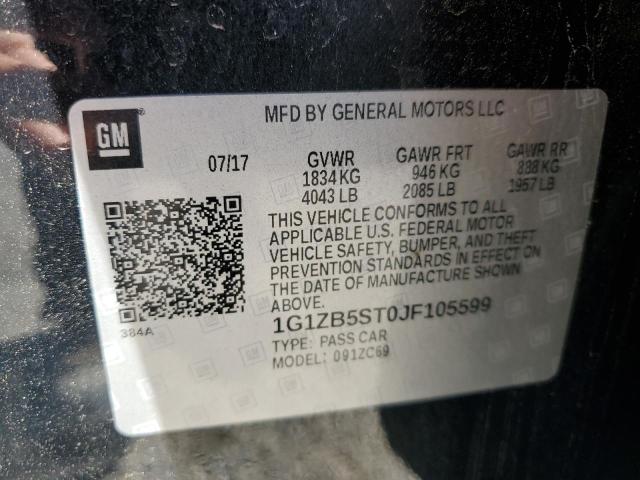 GM
MFD BY GENERAL MOTORS LLC
07/17 GVWR GAWR FRT GAWR RR
1834 KG 946 KG 888 KG
4043 LB 2085 LB 1957 LB
THIS VEHICLE CONFORMS TO ALL
APPLICABLE U.S. FEDERAL MOTOR
VEHICLE SAFETY, BUMPER, AND THEFT
PREVENTION STANDARDS IN EFFECT ON
THE DATE OF MANUFACTURE SHOWN
ABOVE.
384A
1G1ZB5ST0JF105599
TYPE: PASS CAR
MODEL: 091ZC69